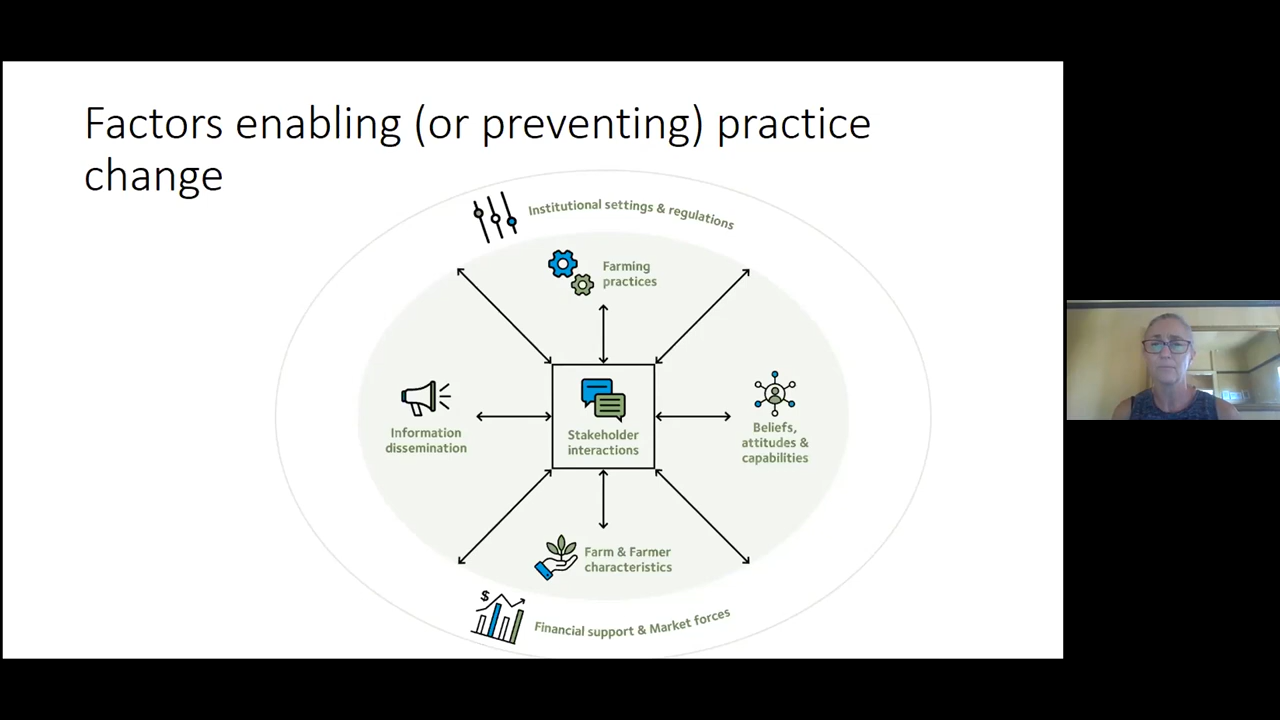 Factors enabling (or preventing) practice
change
Institutional settings & regulations
Farming
practices
Information
dissemination
Stakeholder
interactions
Beliefs,
attitudes &
capabilities
Farm & Farmer
characteristics
$
Financial support & Market forces